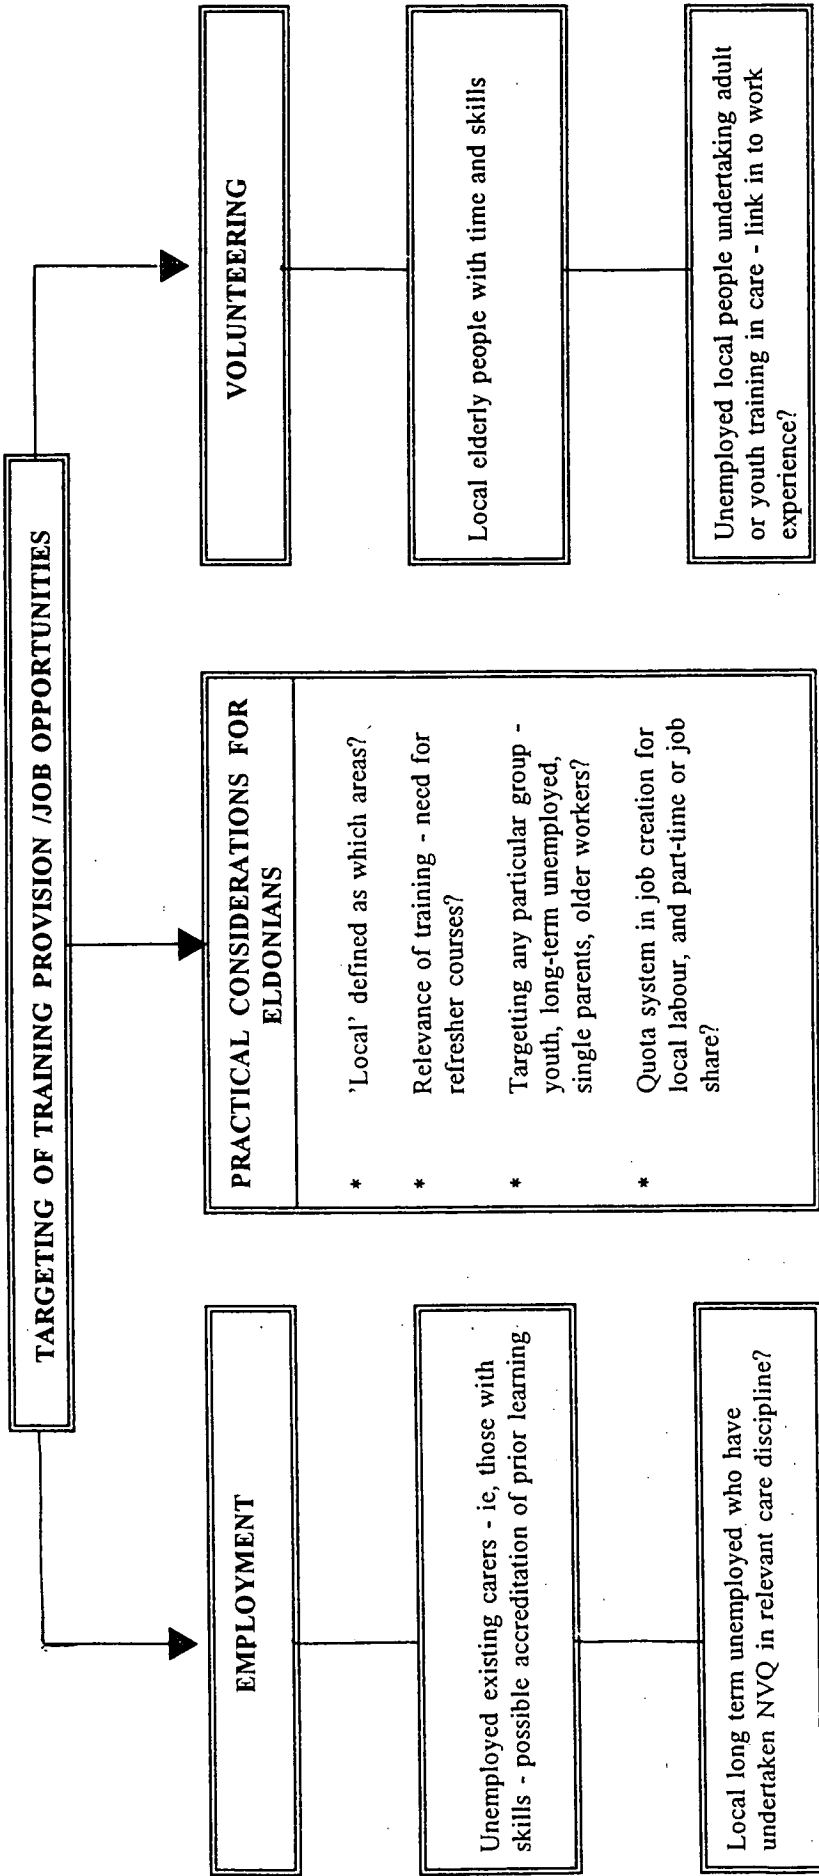 TARGETING OF TRAINING PROVISION /JOB OPPORTUNITIES
EMPLOYMENT
Unemployed existing carers - ie, those with
skills - possible accreditation of prior learning
Local long term unemployed who have
undertaken NVQ in relevant care discipline?
PRACTICAL CONSIDERATIONS FOR
ELDONIANS
* 'Local' defined as which areas?
* Relevance of training - need for
refresher courses?
* Targetting any particular group -
youth, long-term unemployed,
single parents, older workers?
* Quota system in job creation for
local labour, and part-time or job
share?
VOLUNTEERING
Local elderly people with time and skills
Unemployed local people undertaking adult
or youth training in care - link in to work
experience?